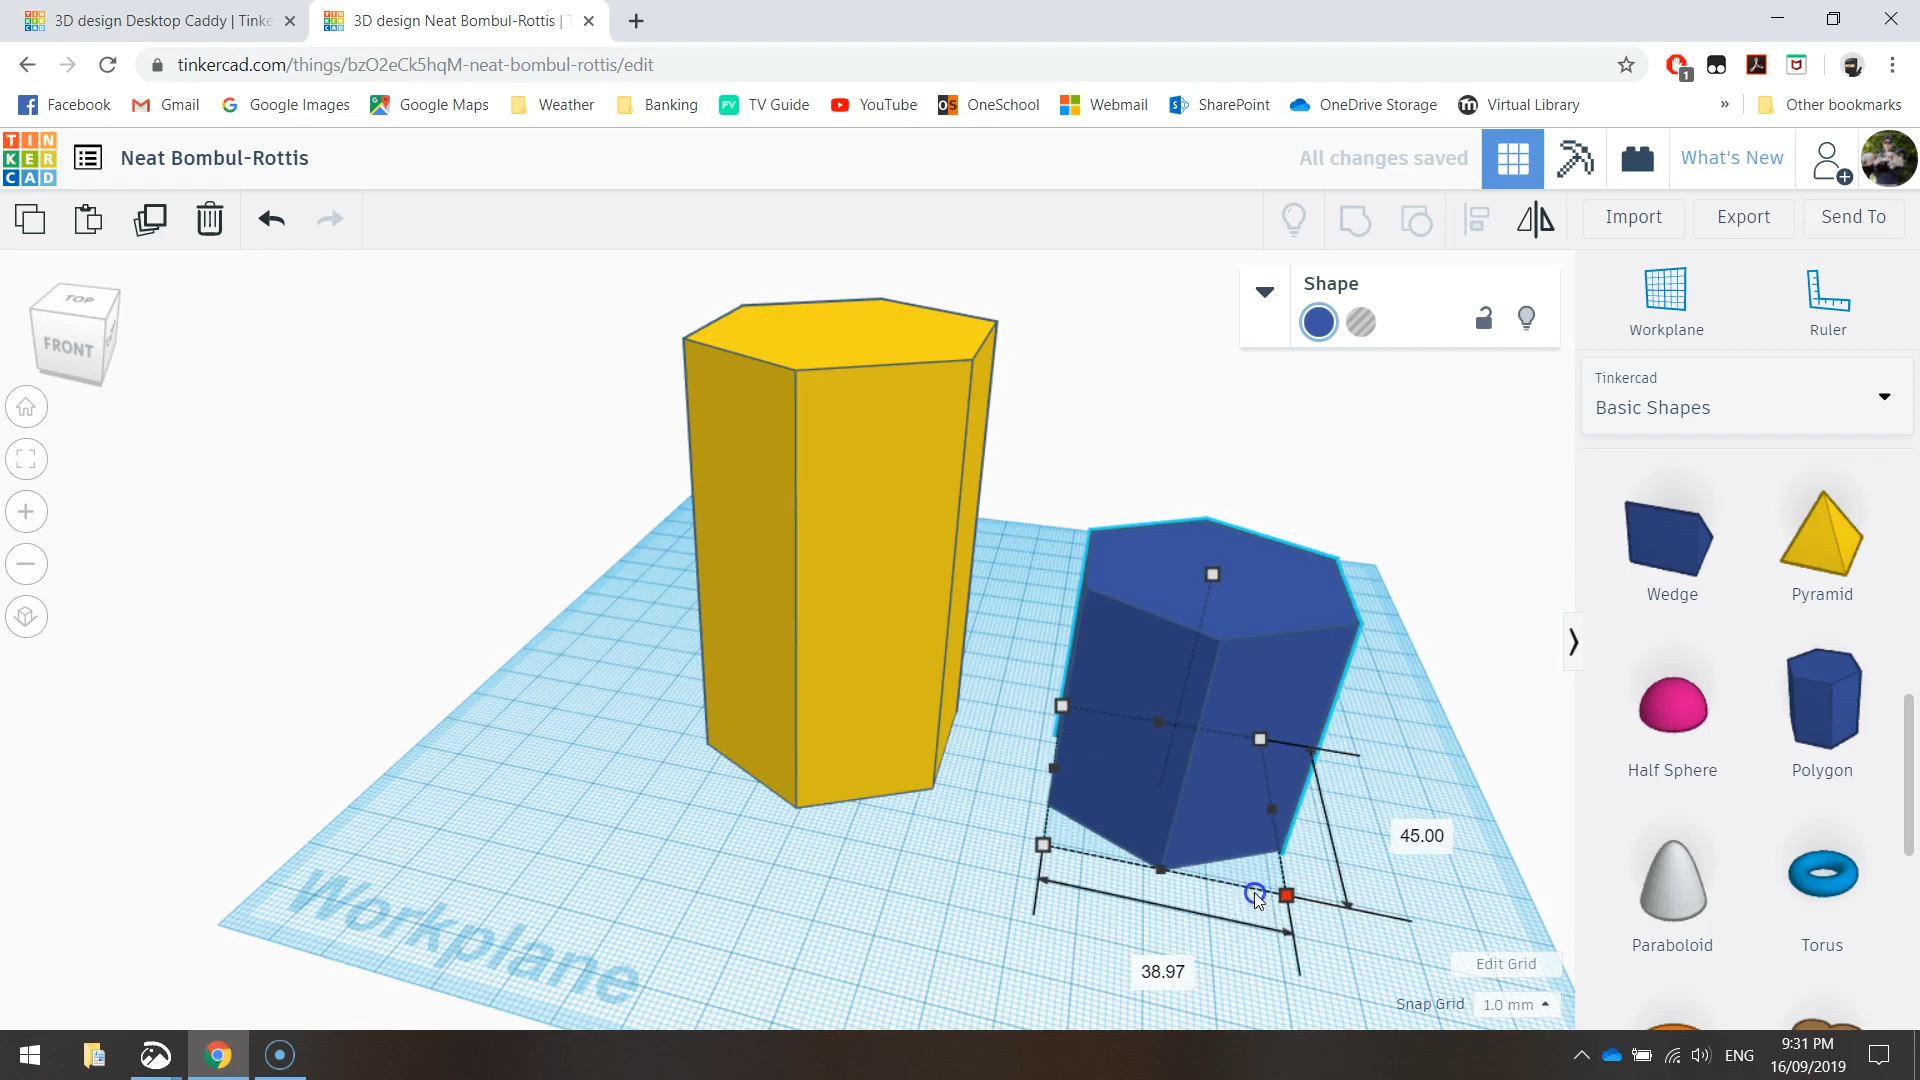 3D design Desktop Caddy | Tinke
3D design Neat Bombul-Rottis |
tinkercad.com/things/bzO2eCk5hqM-neat-bombul-rottis/edit
1
Facebook
Gmail
Google Images
Google Maps
Weather
Banking
TV Guide
YouTube
OneSchool
Webmail
SharePoint
OneDrive Storage
Virtual Library
»
Other bookmarks
TIN
KER
CAD
Neat Bombul-Rottis
All changes saved
What's New
Import
Export
Send To
TOP
FRONT
Shape
Workplane
Ruler
Tinkercad
Basic Shapes
Wedge
Pyramid
Half Sphere
Polygon
Paraboloid
Torus
45.00
38.97
Workplane
Edit Grid
Snap Grid 1.0 mm
ENG
9:31 PM
16/09/2019